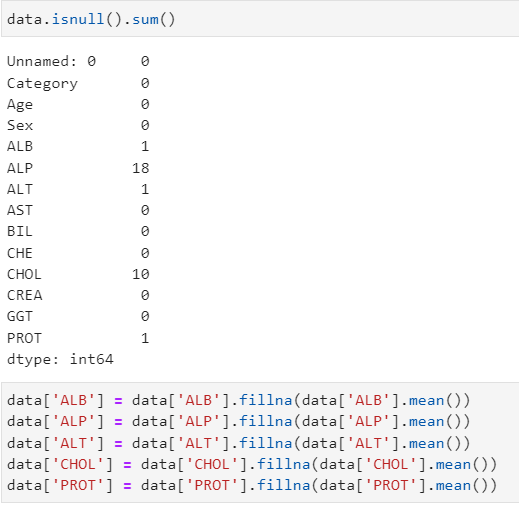 data.isnull().sum()
Unnamed: 0     0
Category       0
Age            0
Sex            0
ALB            1
ALP           18
ALT            1
AST            0
BIL            0
CHE            0
CHOL          10
CREA           0
GGT            0
PROT           1
dtype: int64
data['ALB'] = data['ALB'].fillna(data['ALB'].mean())
data['ALP'] = data['ALP'].fillna(data['ALP'].mean())
data['ALT'] = data['ALT'].fillna(data['ALT'].mean())
data['CHOL'] = data['CHOL'].fillna(data['CHOL'].mean())
data['PROT'] = data['PROT'].fillna(data['PROT'].mean())